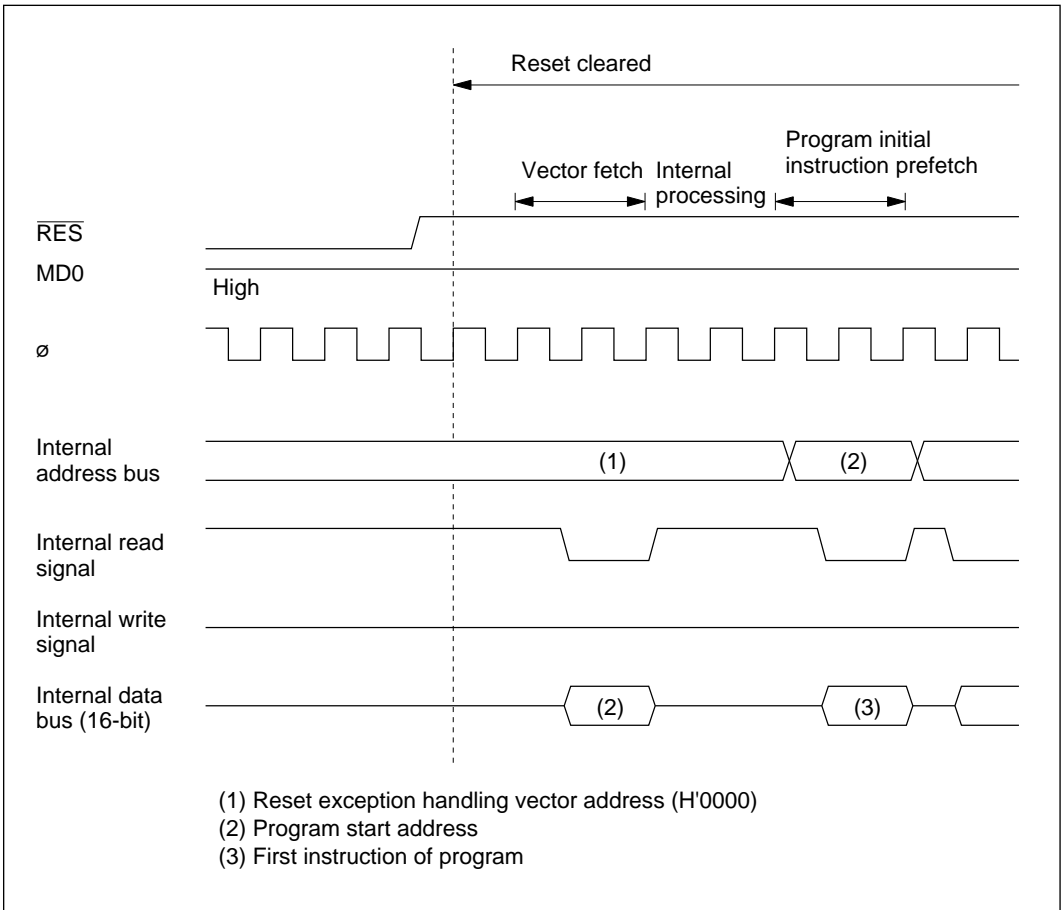 Reset cleared
Program initial
instruction prefetch
Vector fetch
Internal
processing
RES
MD0
High
ø
Internal
address bus
(1)
(2)
Internal read
signal
Internal write
signal
Internal data
bus (16-bit)
(2)
(3)
(1) Reset exception handling vector address (H'0000)
(2) Program start address
(3) First instruction of program